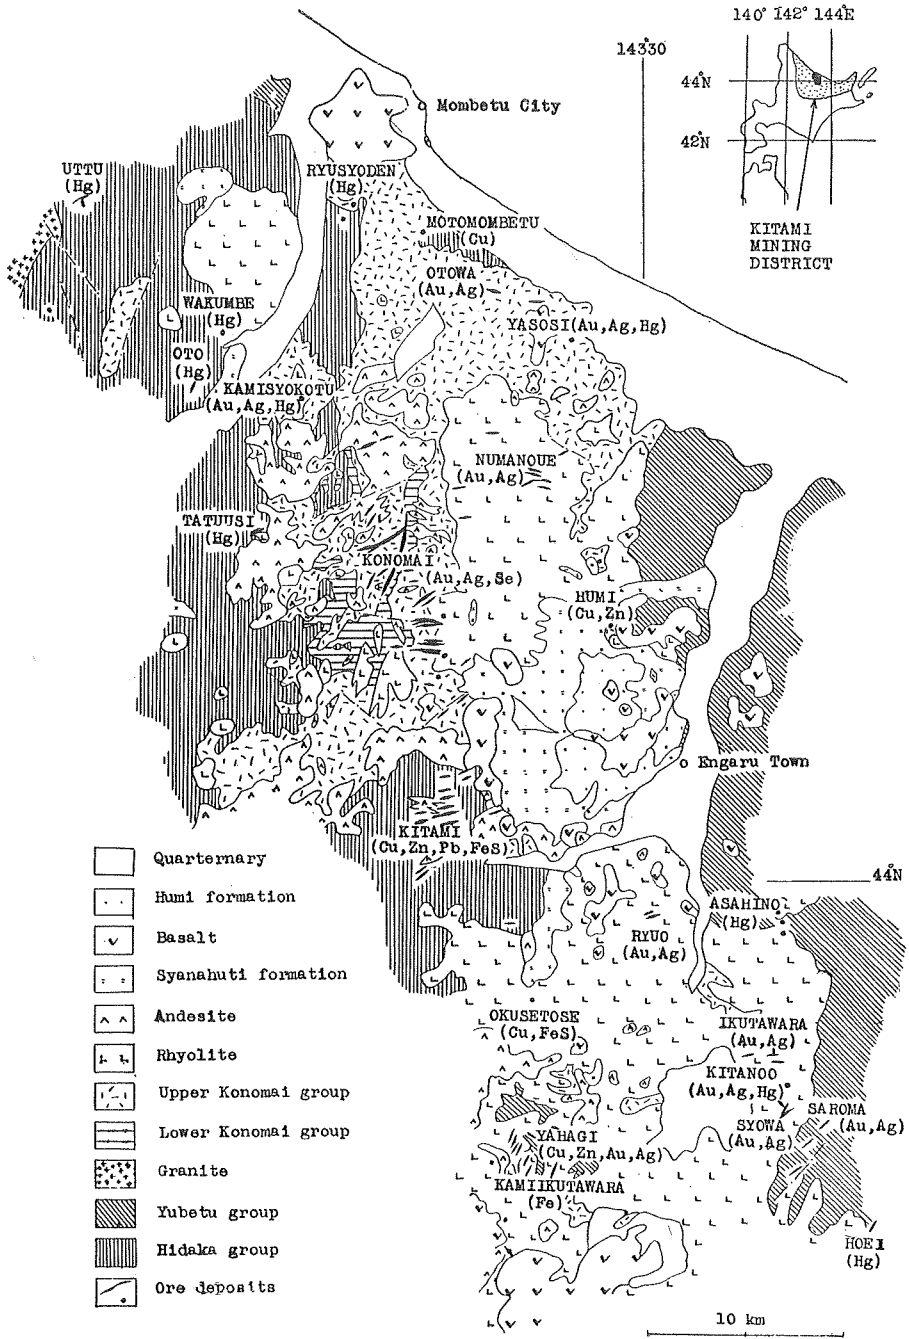 140° 142° 144°E
44°N
42°N
KITAMI
MINING
DISTRICT
14330
Mombetu City
UTTU
(Hg)
RYUSYODEN
(Hg)
MOTOMOMBETU
(Cu)
OTOWA
(Au,Ag)
WAKUMBE
(Hg)
YASOSI(Au,Ag,Hg)
OTO
(Hg)
KAMISYOKOTU
(Au,Ag,Hg)
NUMANOUE
(Au,Ag)
TATUUSI
(Hg)
KONOMAI
(Au,Ag,Se)
HUMI
(Cu,Zn)
Engaru Town
KITAMI
(Cu,Zn,Pb,FeS)
44°N
ASAHINO
(Hg)
RYUO
(Au,Ag)
OKUSETOSE
(Cu,FeS)
IKUTAWARA
(Au,Ag)
KITANOO
(Au,Ag,Hg)
SAROMA
(Au,Ag)
SYOWA
(Au,Ag)
YAHAGI
(Cu,Zn,Au,Ag)
KAMIIKUTAWARA
(Fe)
HOEI
(Hg)
Quarternary
Humi formation
Basalt
Syanahuti formation
Andesite
Rhyolite
Upper Konomai group
Lower Konomai group
Granite
Yubetu group
Hidaka group
Ore deposits
10 km